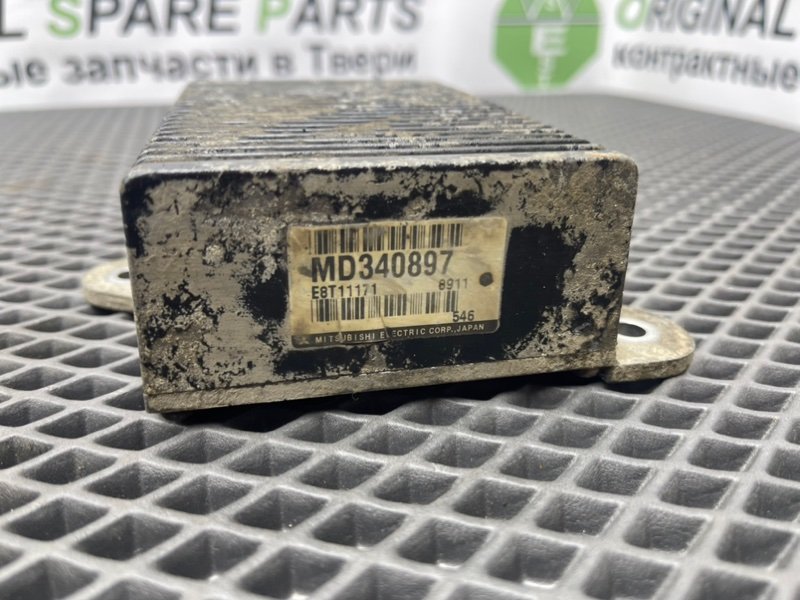 L SPARE PARTS
ые запчасти в Твери
ORIGINAL
контрактные
MD340897
E8T11171 8911
546
MITSUBISHI ELECTRIC CORP., JAPAN